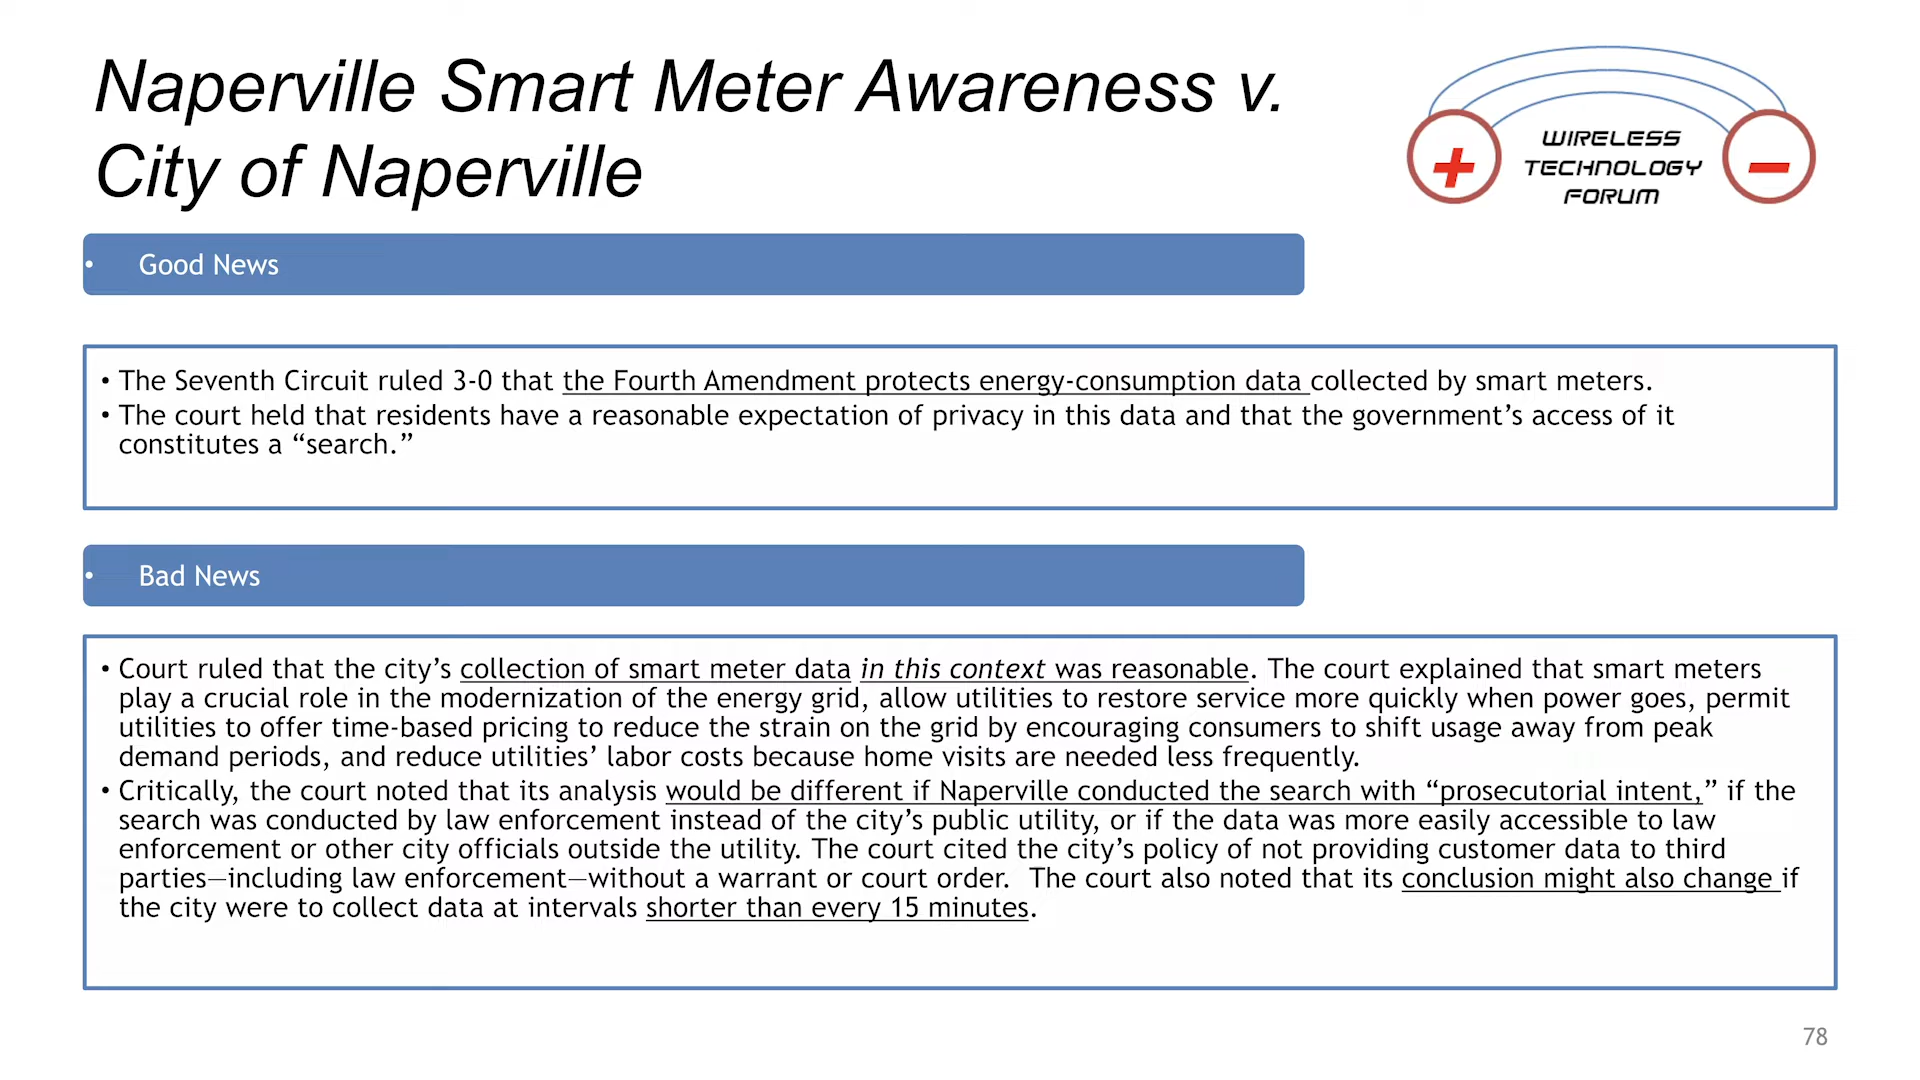 Naperville Smart Meter Awareness v.
City of Naperville
+
WIRELESS
TECHNOLOGY
FORUM
–
• Good News
• The Seventh Circuit ruled 3-0 that the Fourth Amendment protects energy-consumption data collected by smart meters.
• The court held that residents have a reasonable expectation of privacy in this data and that the government’s access of it
constitutes a “search.”
• Bad News
• Court ruled that the city’s collection of smart meter data in this context was reasonable. The court explained that smart meters
play a crucial role in the modernization of the energy grid, allow utilities to restore service more quickly when power goes, permit
utilities to offer time-based pricing to reduce the strain on the grid by encouraging consumers to shift usage away from peak
demand periods, and reduce utilities’ labor costs because home visits are needed less frequently.
• Critically, the court noted that its analysis would be different if Naperville conducted the search with “prosecutorial intent,” if the
search was conducted by law enforcement instead of the city’s public utility, or if the data was more easily accessible to law
enforcement or other city officials outside the utility. The court cited the city’s policy of not providing customer data to third
parties—including law enforcement—without a warrant or court order.  The court also noted that its conclusion might also change if
the city were to collect data at intervals shorter than every 15 minutes.
78